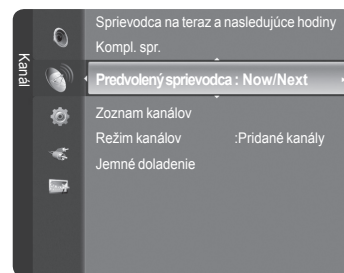 Kanál
Sprievodca na teraz a nasledujúce hodiny
Kompl. spr.
Predvolený sprievodca : Now/Next
Zoznam kanálov
Režim kanálov :Pridané kanály
Jemné doladenie